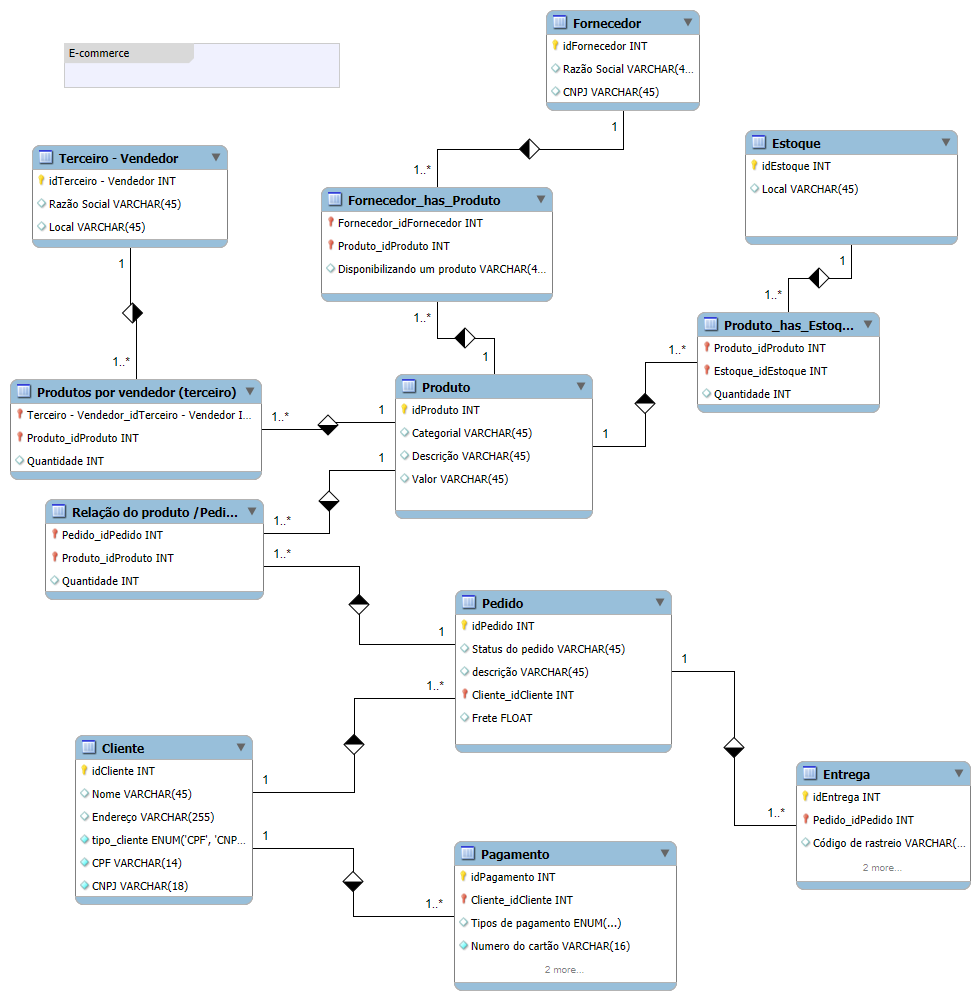 E-commerce
Fornecedor
idFornecedor INT
Razão Social VARCHAR(4...
CNPJ VARCHAR(45)
1
1..*
Terceiro - Vendedor
idTerceiro - Vendedor INT
Razão Social VARCHAR(45)
Local VARCHAR(45)
1
1..*
Estoque
idEstoque INT
Local VARCHAR(45)
1
1..*
Fornecedor_has_Produto
Fornecedor_idFornecedor INT
Produto_idProduto INT
Disponibilizando um produto VARCHAR(4...
1..*
1
Produto_has_Estoq...
Produto_idProduto INT
Estoque_idEstoque INT
Quantidade INT
1..*
1
Produtos por vendedor (terceiro)
Terceiro - Vendedor_idTerceiro - Vendedor I...
Produto_idProduto INT
Quantidade INT
1..*
1
Produto
idProduto INT
Categorial VARCHAR(45)
Descrição VARCHAR(45)
Valor VARCHAR(45)
1
1..*
Relação do produto /Pedi...
Pedido_idPedido INT
Produto_idProduto INT
Quantidade INT
1..*
1
Pedido
idPedido INT
Status do pedido VARCHAR(45)
descrição VARCHAR(45)
Cliente_idCliente INT
Frete FLOAT
1
1..*
1..*
1
Cliente
idCliente INT
Nome VARCHAR(45)
Endereço VARCHAR(255)
tipo_cliente ENUM('CPF', 'CNP...
CPF VARCHAR(14)
CNPJ VARCHAR(18)
1
1..*
Pagamento
idPagamento INT
Cliente_idCliente INT
Tipos de pagamento ENUM(...)
Numero do cartão VARCHAR(16)
2 more...
Entrega
idEntrega INT
Pedido_idPedido INT
Código de rastreio VARCHAR(...
2 more...